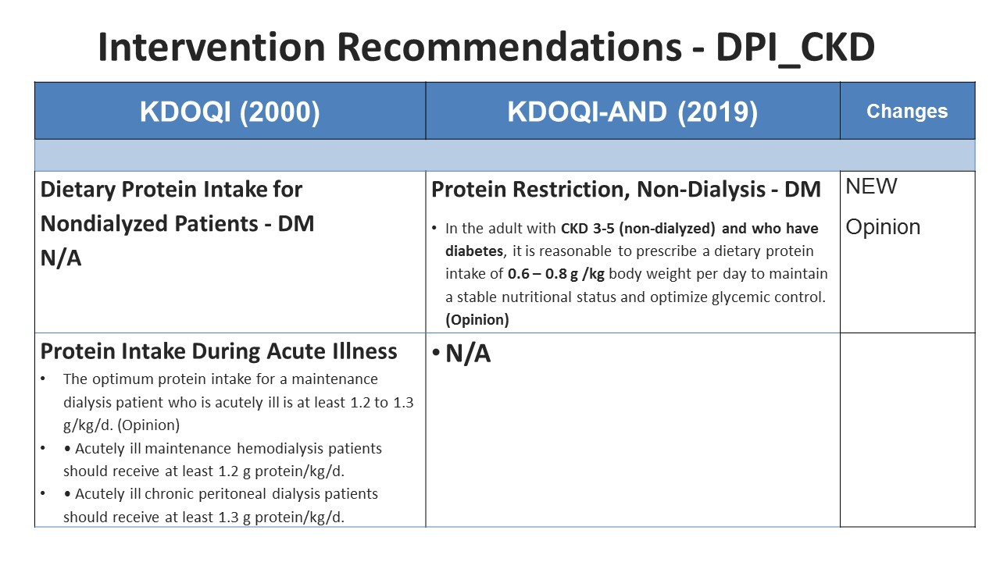 Intervention Recommendations - DPI_CKD
KDOQI (2000)
KDOQI-AND (2019)
Changes
Dietary Protein Intake for
Nondialyzed Patients - DM
N/A
Protein Restriction, Non-Dialysis - DM
• In the adult with CKD 3-5 (non-dialyzed) and who have
diabetes, it is reasonable to prescribe a dietary protein
intake of 0.6 – 0.8 g /kg body weight per day to maintain
a stable nutritional status and optimize glycemic control.
(Opinion)
NEW
Opinion
Protein Intake During Acute Illness
• The optimum protein intake for a maintenance
dialysis patient who is acutely ill is at least 1.2 to 1.3
g/kg/d. (Opinion)
• • Acutely ill maintenance hemodialysis patients
should receive at least 1.2 g protein/kg/d.
• • Acutely ill chronic peritoneal dialysis patients
should receive at least 1.3 g protein/kg/d.
• N/A